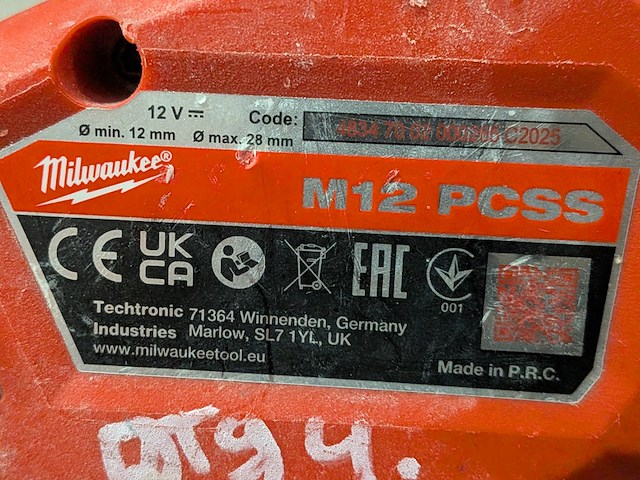 12 V ⎓ Code:
Ø min. 12 mm Ø max. 28 mm
C2025
Milwaukee®
M12 PCSS
CE UK CA EAC
001
Techtronic 71364 Winnenden, Germany
Industries Marlow, SL7 1YL, UK
www.milwaukeetool.eu
Made in P.R.C.